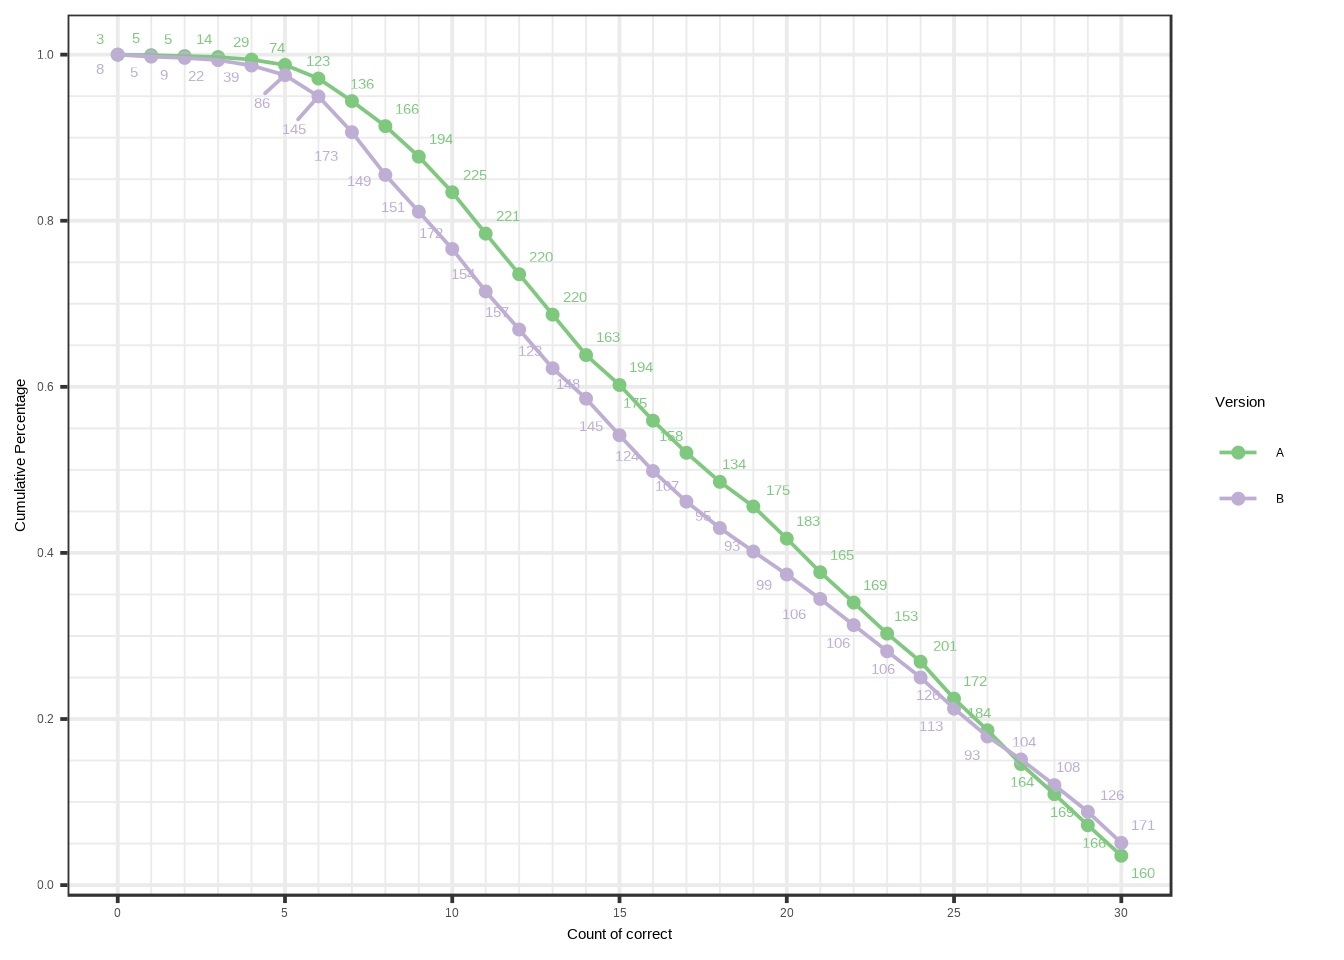 3 5 5 14 29 74 123 136 166 194 225 221 220 220 163 194 175 158 134 175 183 165 169 153 201 172 184 164 169 166 160
8 5 9 22 39 86 145 173 149 151 172 154 157 123 148 145 124 107 95 93 99 106 106 106 126 113 93 104 108 126 171
1.0
0.8
0.6
0.4
0.2
0.0
Cumulative Percentage
0 5 10 15 20 25 30
Count of correct
Version
A
B